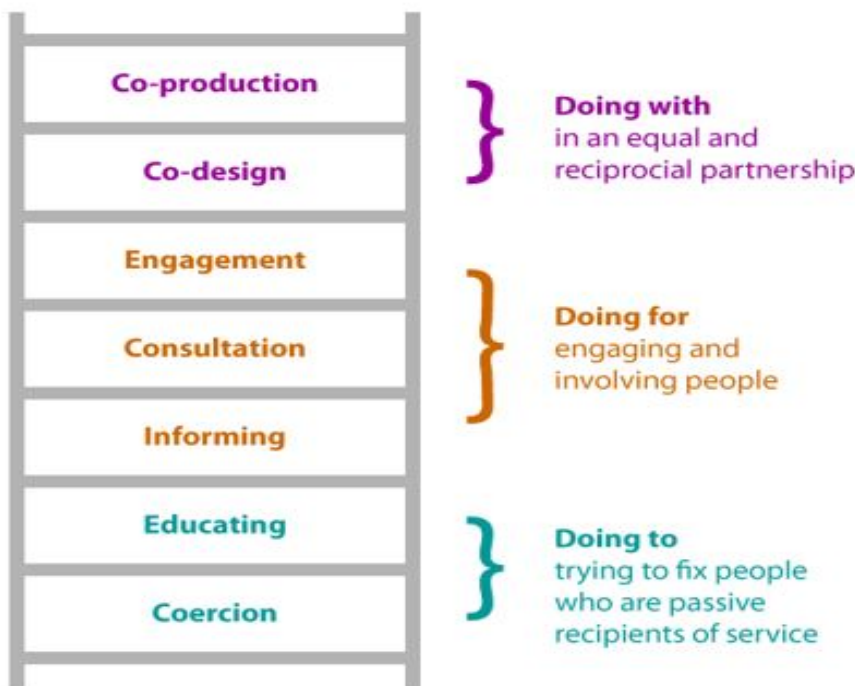 Co-production
Co-design
Engagement
Consultation
Informing
Educating
Coercion
Doing with
in an equal and
reciprocial partnership
Doing for
engaging and
involving people
Doing to
trying to fix people
who are passive
recipients of service